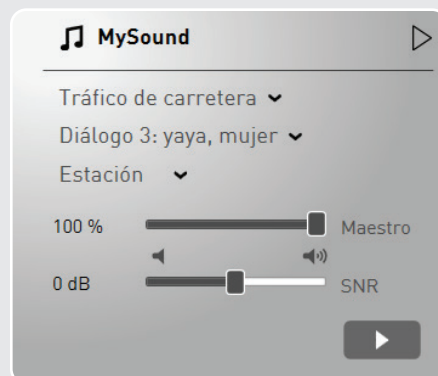 MySound
Tráfico de carretera
Diálogo 3: yaya, mujer
Estación
100 % Maestro
0 dB SNR